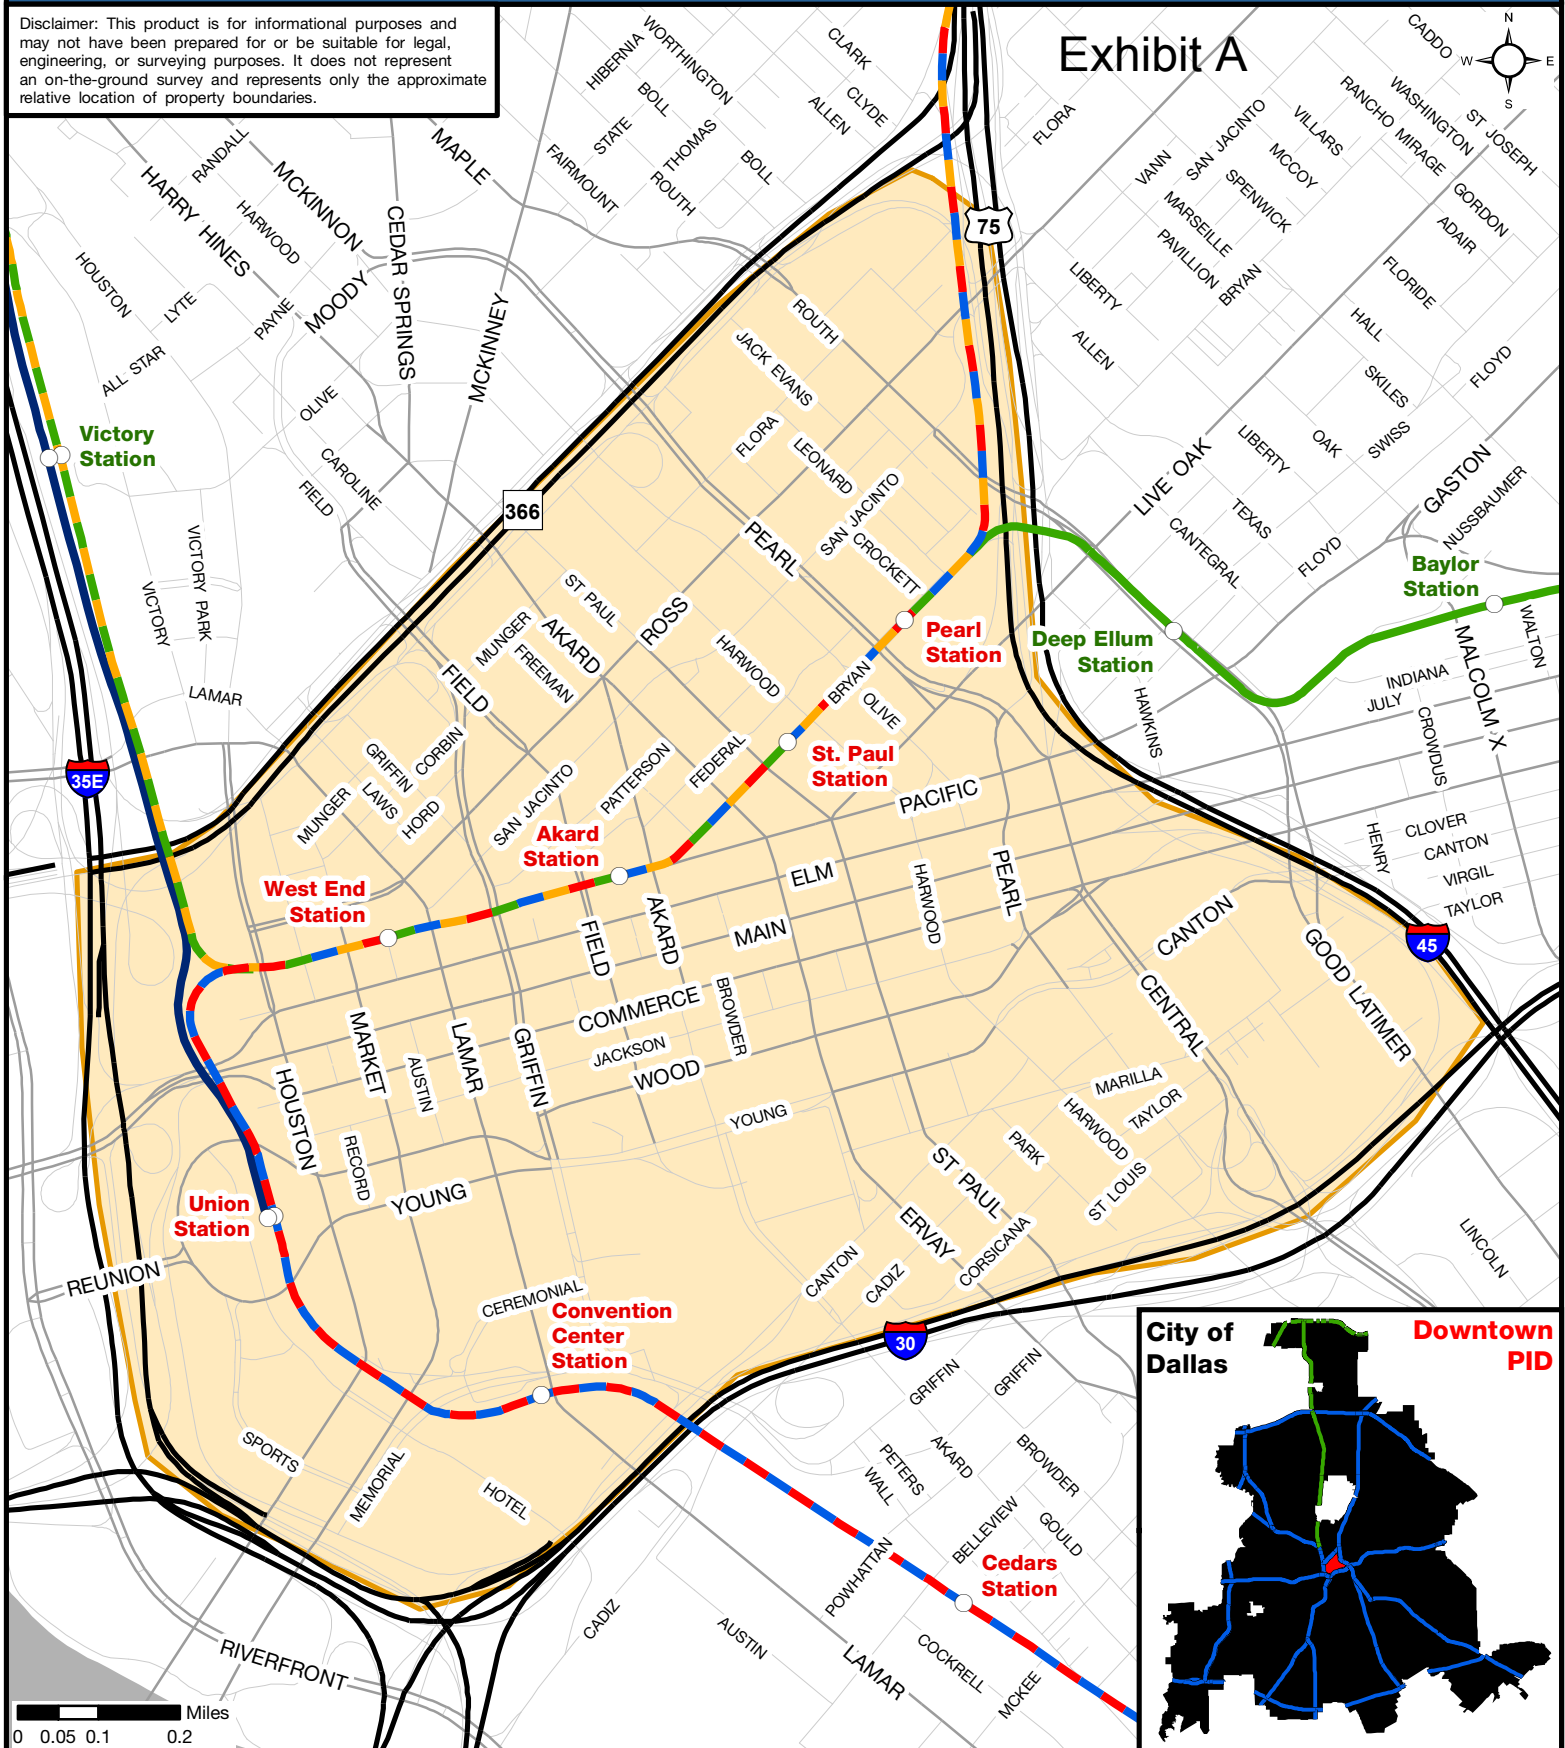 Disclaimer: This product is for informational purposes and
may not have been prepared for or be suitable for legal,
engineering, or surveying purposes. It does not represent
an on-the-ground survey and represents only the approximate
relative location of property boundaries.
Exhibit A
N
W
E
S
HIBERNIA
WORTHINGTON
BOLL
STATE
THOMAS
FAIRMOUNT
ROUTH
BOLL
CLARK
CLYDE
ALLEN
CADDO
WASHINGTON
RANCHO MIRAGE
ST JOSEPH
FLORA
SAN JACINTO
VILLARS
VANN
MCCOY
SPENWICK
MARSEILLE
PAVILLION
BRYAN
GORDON
ADAIR
FLORIDE
LIBERTY
ALLEN
HALL
SKILES
FLOYD
SWISS
OAK
LIBERTY
LIVE OAK
TEXAS
CANTEGRAL
FLOYD
GASTON
NUSSBAUMER
MAPLE
RANDALL
MCKINNON
HARRY HINES
HARWOOD
CEDAR SPRINGS
MOODY
PAYNE
HOUSTON
LYTE
ALL STAR
MCKINNEY
OLIVE
CAROLINE
FIELD
Victory
Station
VICTORY PARK
VICTORY
LAMAR
75
366
35E
45
30
ROUTH
JACK EVANS
FLORA
LEONARD
SAN JACINTO
CROCKETT
PEARL
ST PAUL
MUNGER
AKARD
FREEMAN
ROSS
HARWOOD
FIELD
BRYAN
OLIVE
Pearl
Station
St. Paul
Station
Deep Ellum
Station
Baylor
Station
WALTON
MALCOLM X
INDIANA
JULY
CROWDUS
HAWKINS
GRIFFIN
CORBIN
LAWS
HORD
MUNGER
SAN JACINTO
PATTERSON
FEDERAL
Akard
Station
West End
Station
PACIFIC
ELM
MAIN
HARWOOD
PEARL
FIELD
AKARD
COMMERCE
BROWDER
JACKSON
WOOD
YOUNG
CANTON
CENTRAL
GOOD LATIMER
HENRY
CLOVER
CANTON
VIRGIL
TAYLOR
MARKET
AUSTIN
LAMAR
GRIFFIN
HOUSTON
RECORD
YOUNG
Union
Station
REUNION
MARILLA
HARWOOD
TAYLOR
PARK
ST LOUIS
ST PAUL
ERVAY
CORSICANA
CANTON
CADIZ
LINCOLN
CEREMONIAL
Convention
Center
Station
SPORTS
MEMORIAL
HOTEL
GRIFFIN
GRIFFIN
AKARD
BROWDER
PETERS
WALL
BELLEVIEW
GOULD
POWHATTAN
Cedars
Station
CADIZ
AUSTIN
LAMAR
COCKRELL
MCKEE
RIVERFRONT
Miles
0 0.05 0.1 0.2
City of
Dallas
Downtown
PID